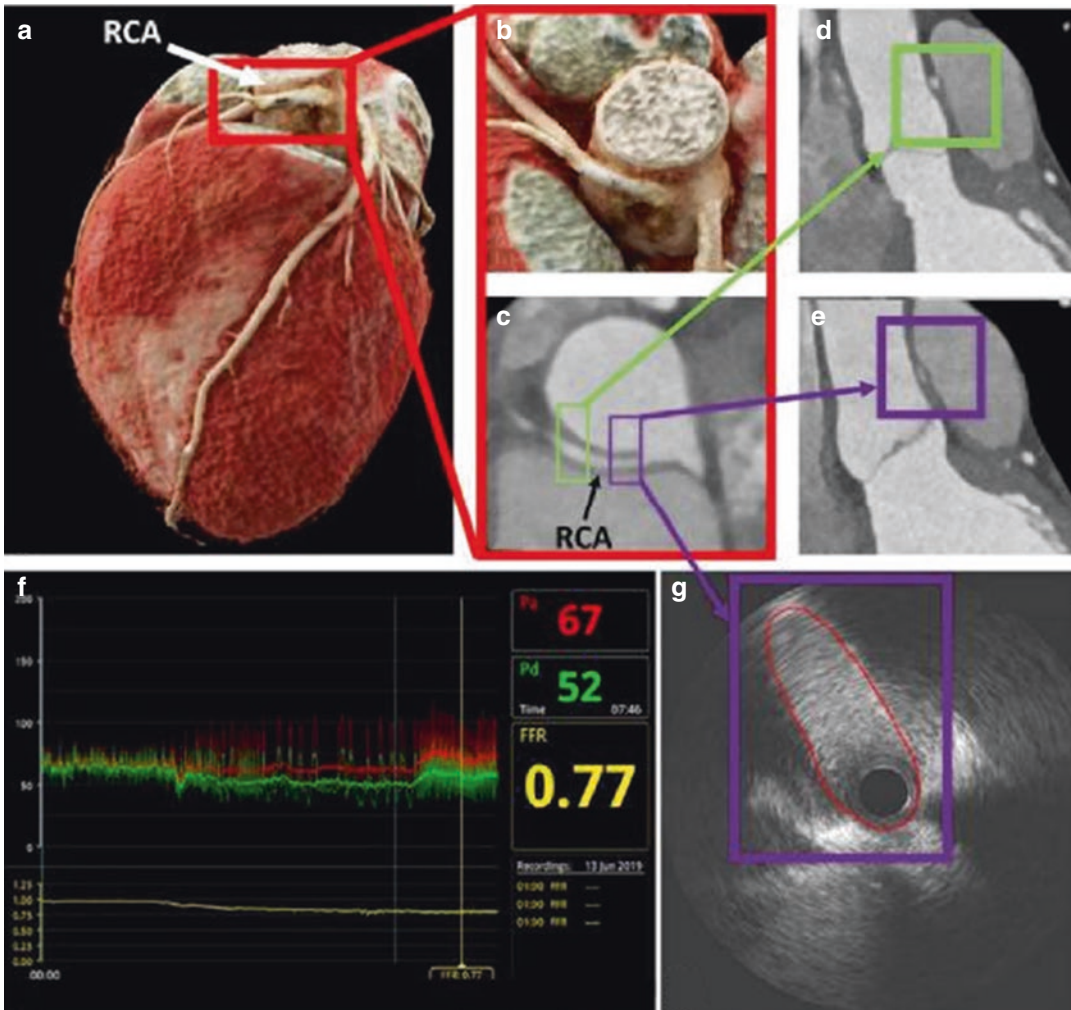 a
RCA
b
c
RCA
d
e
f
200
150
100
50
0
1.25
1.00
0.75
0.50
0.25
0.00
00:00
FFR: 0.77
Pa
67
Pd
52
Time 07:46
FFR
0.77
Recordings: 13 Jun 2019
01:00 FFR ---
01:00 FFR ---
01:00 FFR ---
g